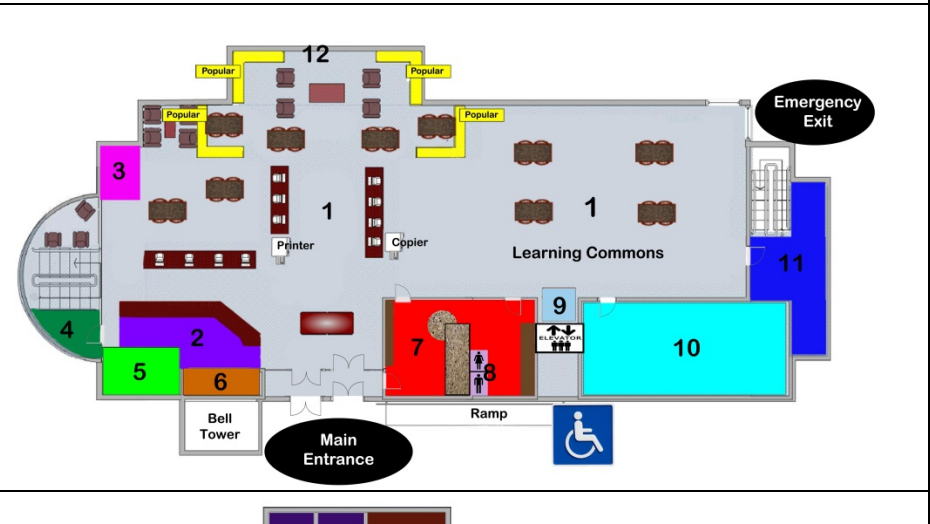 12
Popular
Popular
Popular
Popular
Emergency
Exit
3
1
1
Printer
Copier
Learning Commons
11
4
2
9
ELEVATOR
7
8
10
5
6
Bell
Tower
Ramp
Main
Entrance